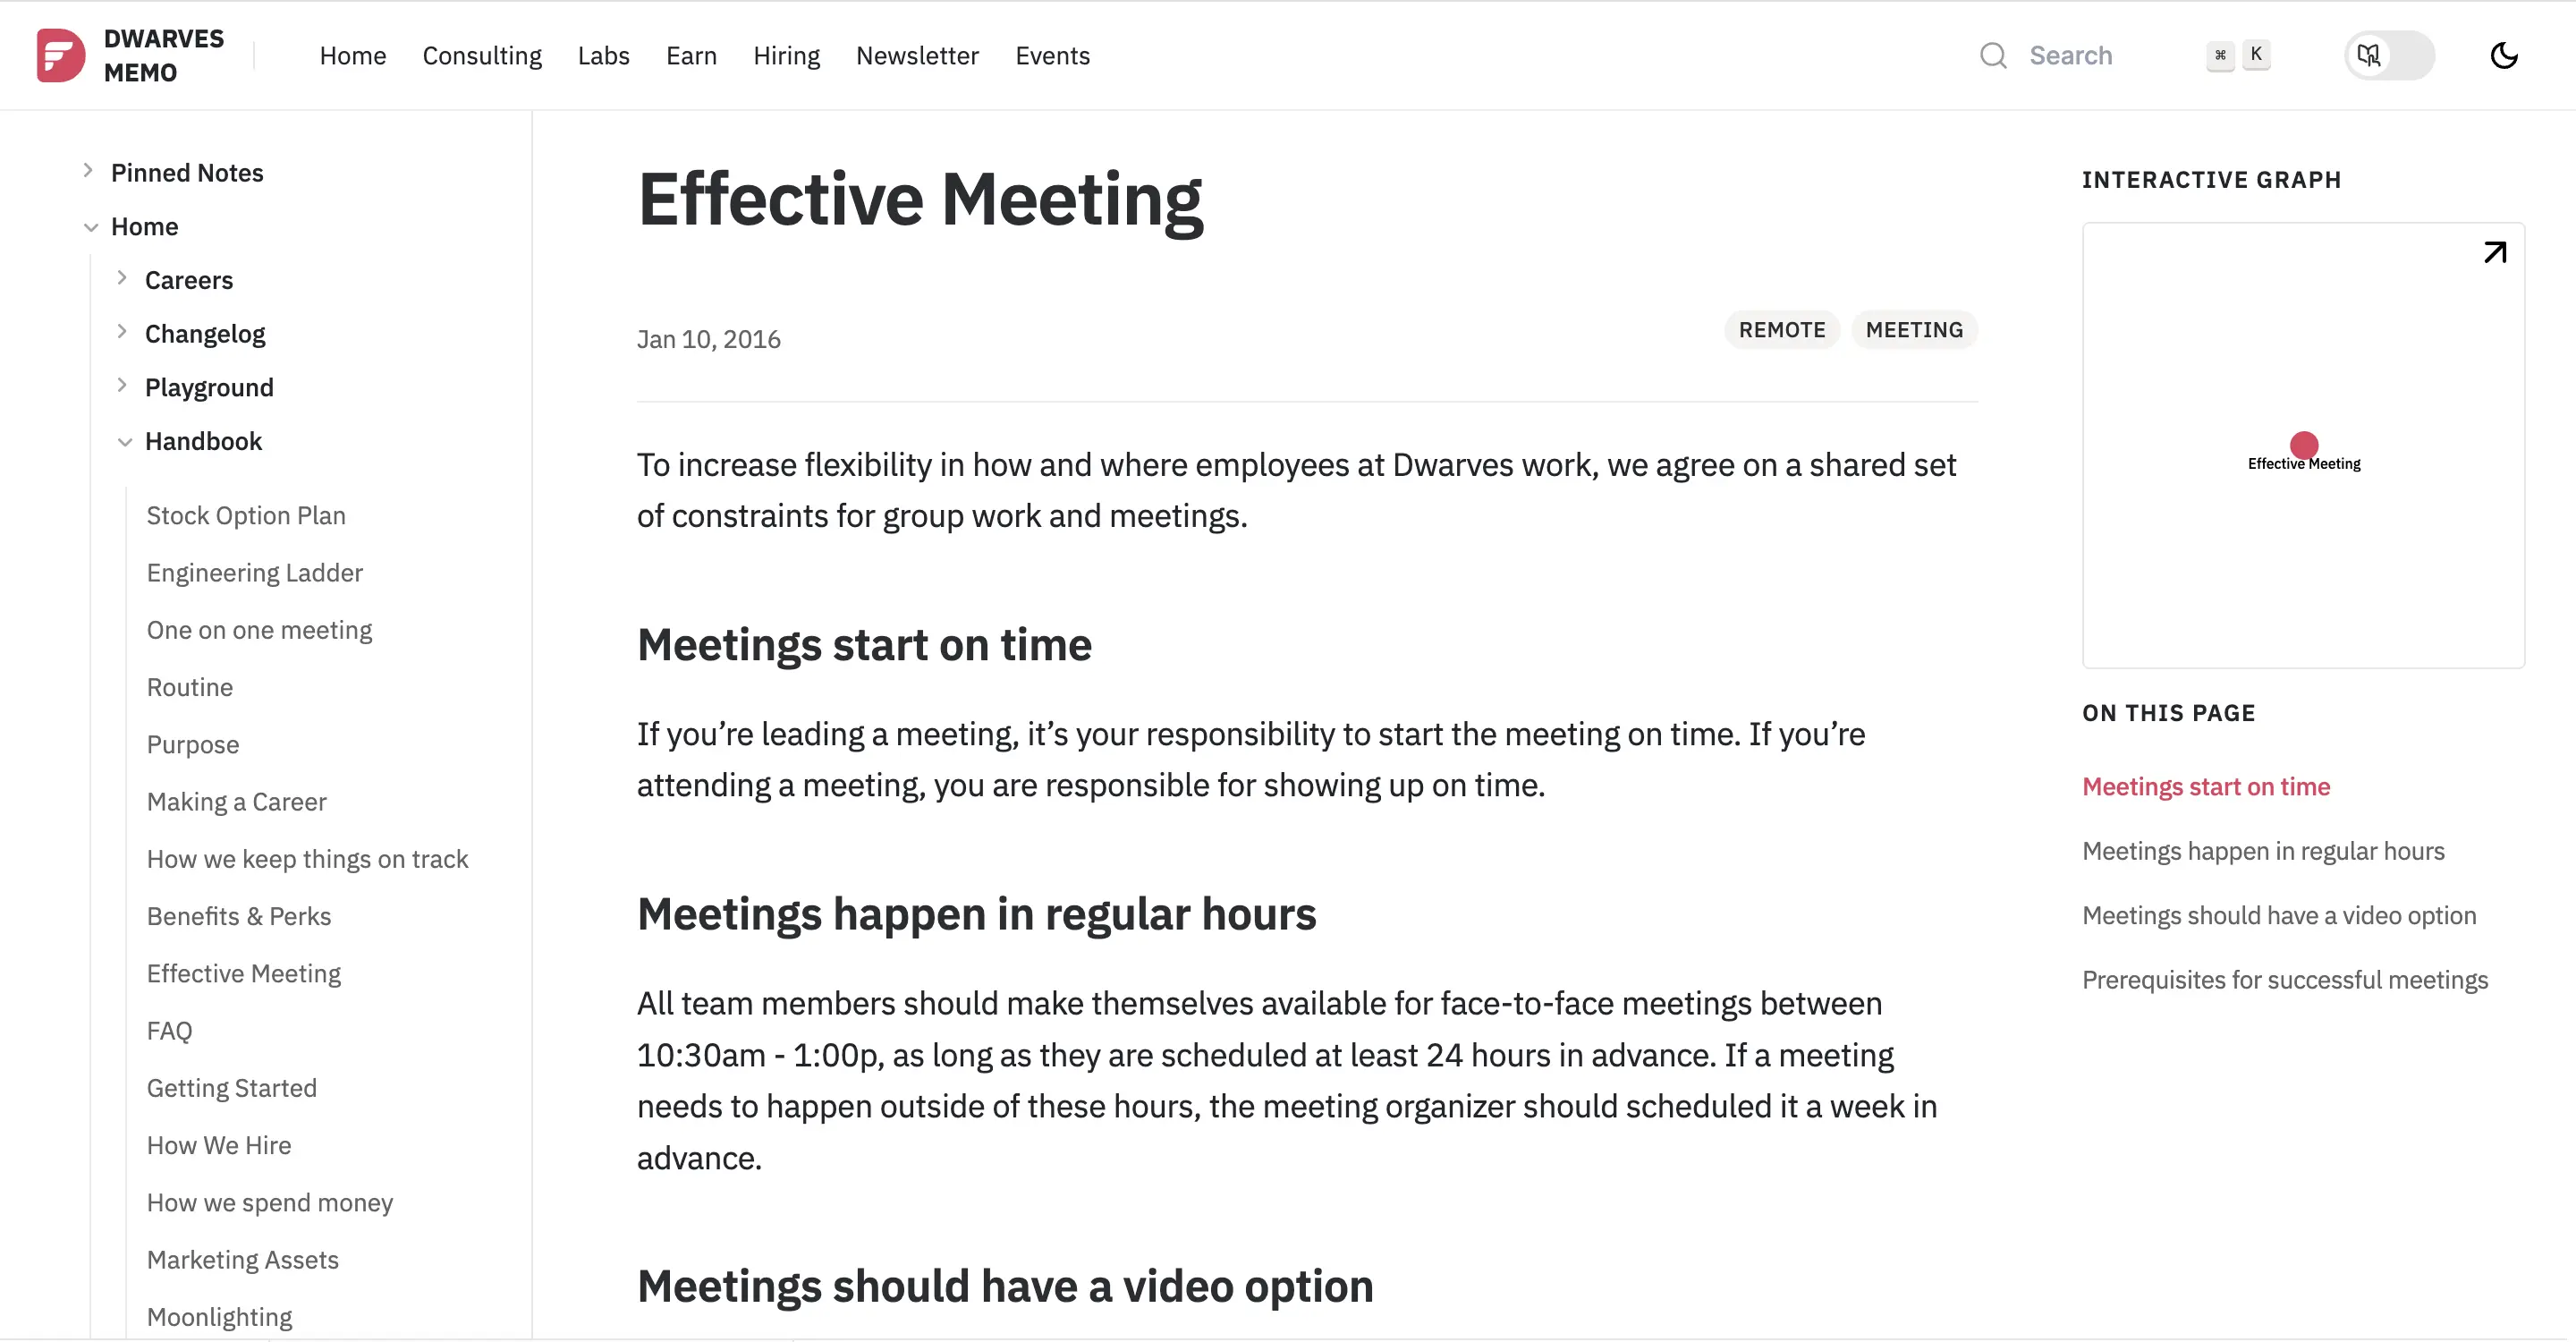 DWARVES
MEMO
Home
Consulting
Labs
Earn
Hiring
Newsletter
Events
Search
⌘
K
Pinned Notes
Home
Careers
Changelog
Playground
Handbook
Stock Option Plan
Engineering Ladder
One on one meeting
Routine
Purpose
Making a Career
How we keep things on track
Benefits & Perks
Effective Meeting
FAQ
Getting Started
How We Hire
How we spend money
Marketing Assets
Moonlighting
Effective Meeting
Jan 10, 2016
REMOTE
MEETING
To increase flexibility in how and where employees at Dwarves work, we agree on a shared set
of constraints for group work and meetings.
Meetings start on time
If you’re leading a meeting, it’s your responsibility to start the meeting on time. If you’re
attending a meeting, you are responsible for showing up on time.
Meetings happen in regular hours
All team members should make themselves available for face-to-face meetings between
10:30am - 1:00p, as long as they are scheduled at least 24 hours in advance. If a meeting
needs to happen outside of these hours, the meeting organizer should scheduled it a week in
advance.
Meetings should have a video option
INTERACTIVE GRAPH
Effective Meeting
ON THIS PAGE
Meetings start on time
Meetings happen in regular hours
Meetings should have a video option
Prerequisites for successful meetings